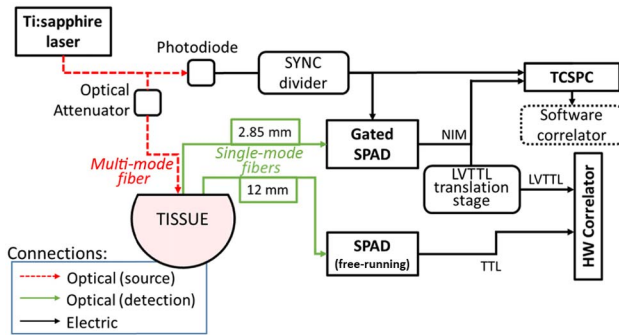 Ti:sapphire
laser
Photodiode
SYNC
divider
TCSPC
Optical
Attenuator
Software
correlator
2.85 mm
Gated
SPAD
NIM
Multi-mode
fiber
Single-mode
fibers
LVTTL
translation
stage
LVTTL
12 mm
TISSUE
HW Correlator
SPAD
(free-running)
TTL
Connections:
Optical (source)
Optical (detection)
Electric